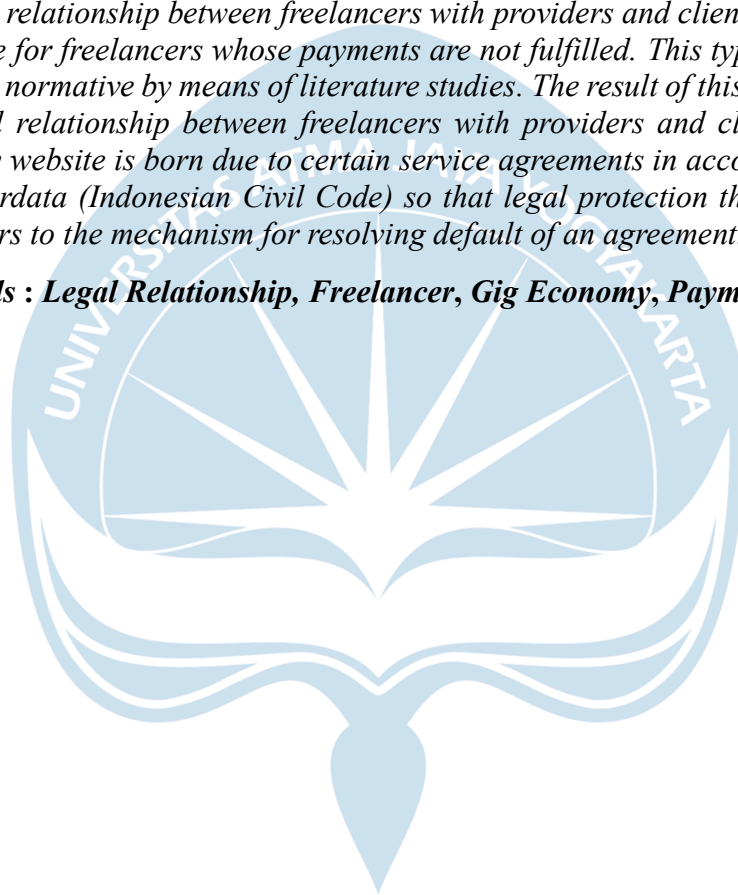 relationship between freelancers with providers and clien
e for freelancers whose payments are not fulfilled. This typ
normative by means of literature studies. The result of this
l relationship between freelancers with providers and cl
website is born due to certain service agreements in acco
erdata (Indonesian Civil Code) so that legal protection th
rs to the mechanism for resolving default of an agreement.
ls : Legal Relationship, Freelancer, Gig Economy, Paym
UNIVERSITAS ATMA JAYA YOGYAKARTA